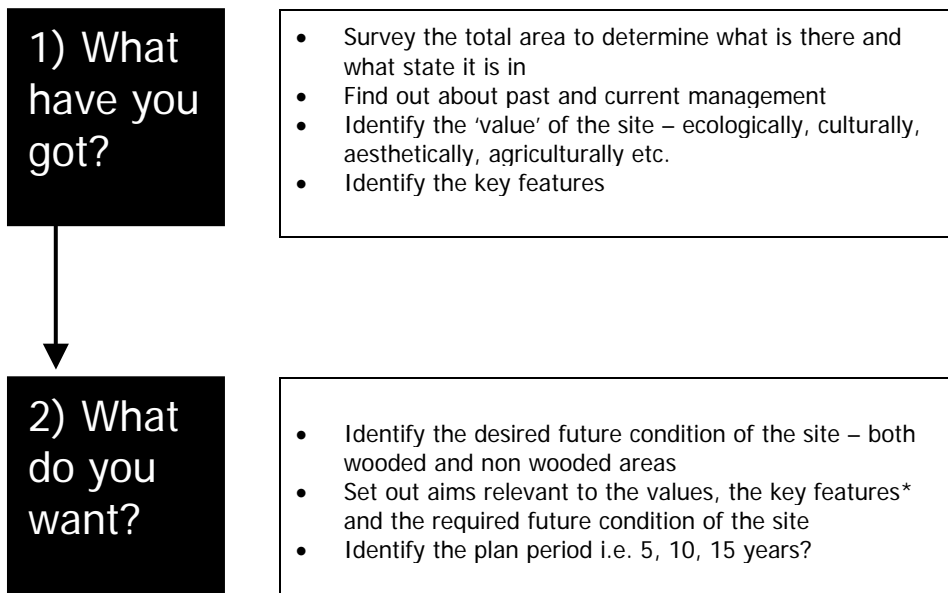 1) What
have you
got?
• Survey the total area to determine what is there and
what state it is in
• Find out about past and current management
• Identify the ‘value’ of the site – ecologically, culturally,
aesthetically, agriculturally etc.
• Identify the key features
2) What
do you
want?
• Identify the desired future condition of the site – both
wooded and non wooded areas
• Set out aims relevant to the values, the key features*
and the required future condition of the site
• Identify the plan period i.e. 5, 10, 15 years?